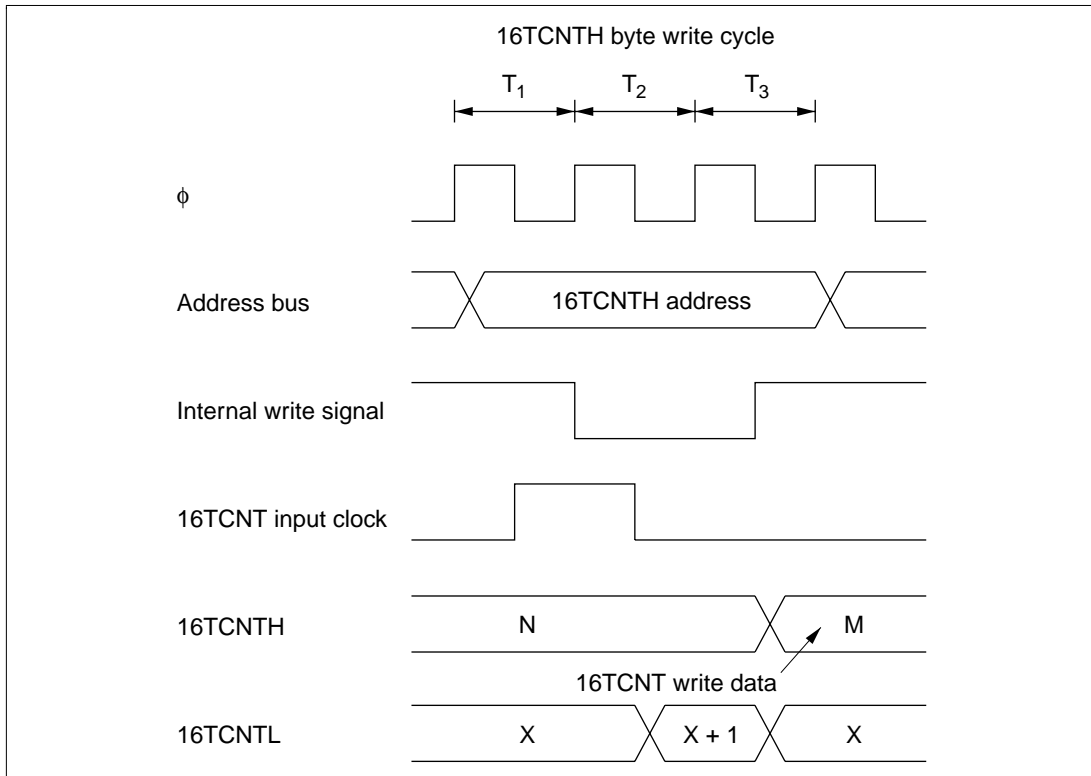 16TCNTH byte write cycle
T1 T2 T3
ϕ
Address bus 16TCNTH address
Internal write signal
16TCNT input clock
16TCNTH N M
16TCNT write data
16TCNTL X X + 1 X